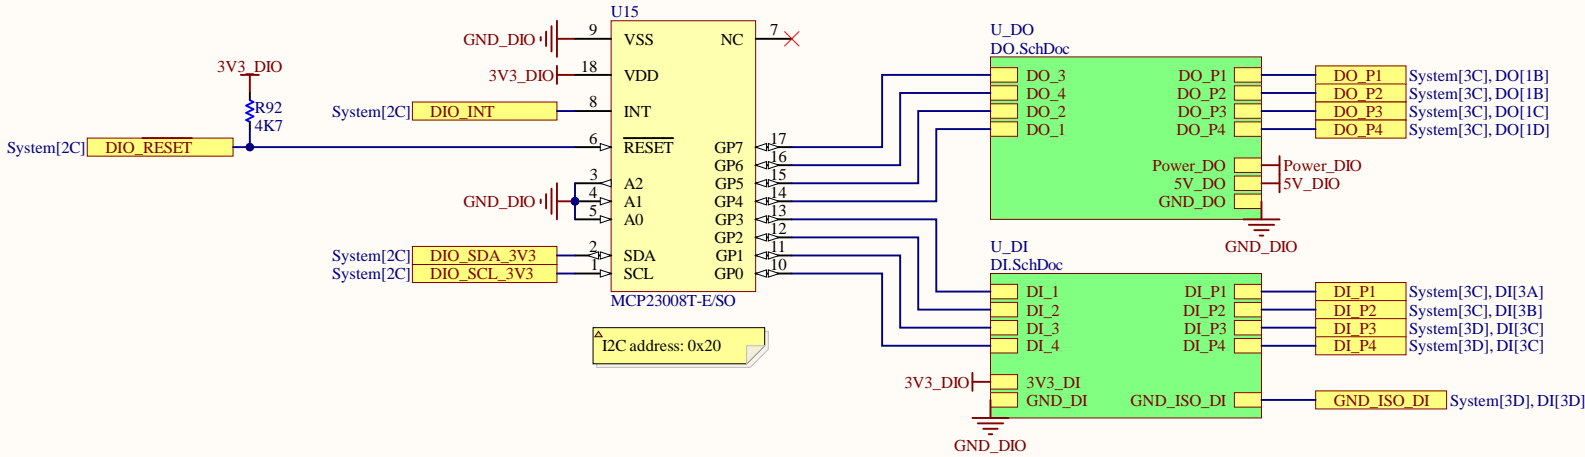 U15
GND_DIO 9 VSS NC 7
3V3_DIO 18 VDD
3V3_DIO
R92
4K7
System[2C] DIO_INT 8 INT
System[2C] DIO_RESET 6 RESET
GND_DIO
3 A2
4 A1
5 A0
System[2C] DIO_SDA_3V3 2 SDA
System[2C] DIO_SCL_3V3 1 SCL
GP7 17
GP6 16
GP5 15
GP4 14
GP3 13
GP2 12
GP1 11
GP0 10
MCP23008T-E/SO
I2C address: 0x20
U_DO
DO.SchDoc
DO_3 DO_P1 DO_P1 System[3C], DO[1B]
DO_4 DO_P2 DO_P2 System[3C], DO[1B]
DO_2 DO_P3 DO_P3 System[3C], DO[1C]
DO_1 DO_P4 DO_P4 System[3C], DO[1D]
Power_DO Power_DIO
5V_DO 5V_DIO
GND_DO
GND_DIO
U_DI
DI.SchDoc
DI_1 DI_P1 DI_P1 System[3C], DI[3A]
DI_2 DI_P2 DI_P2 System[3C], DI[3B]
DI_3 DI_P3 DI_P3 System[3D], DI[3C]
DI_4 DI_P4 DI_P4 System[3D], DI[3C]
3V3_DIO 3V3_DI
GND_DI GND_ISO_DI GND_ISO_DI System[3D], DI[3D]
GND_DIO